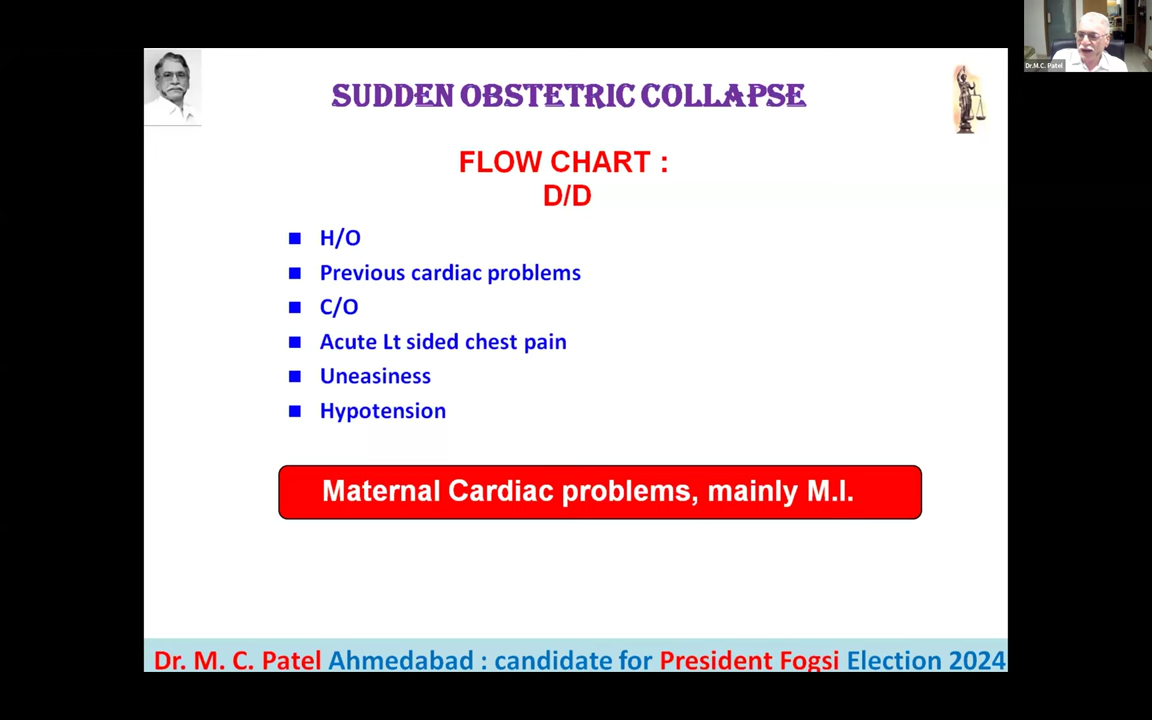 Dr.M.C. Patel
SUDDEN OBSTETRIC COLLAPSE
FLOW CHART :
D/D
H/O
Previous cardiac problems
C/O
Acute Lt sided chest pain
Uneasiness
Hypotension
Maternal Cardiac problems, mainly M.I.
Dr. M. C. Patel Ahmedabad : candidate for President Fogsi Election 2024